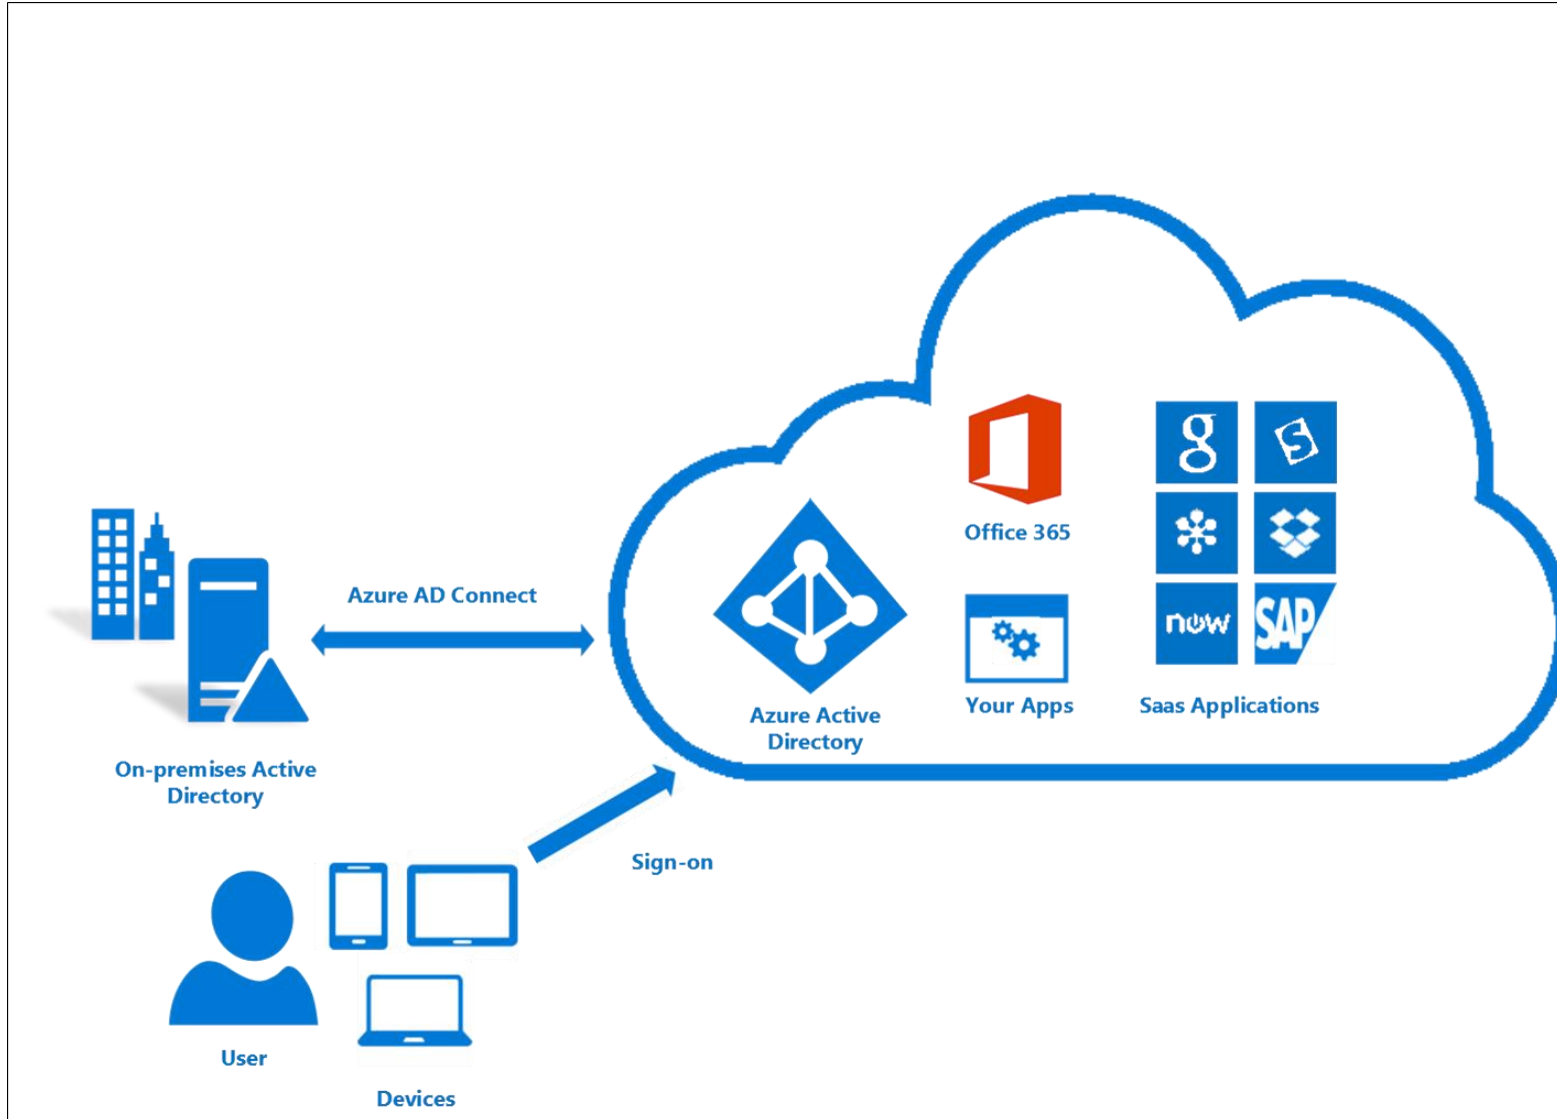 Office 365
Azure AD Connect
g
S
now
SAP
Your Apps
Saas Applications
Azure Active
Directory
On-premises Active
Directory
Sign-on
User
Devices